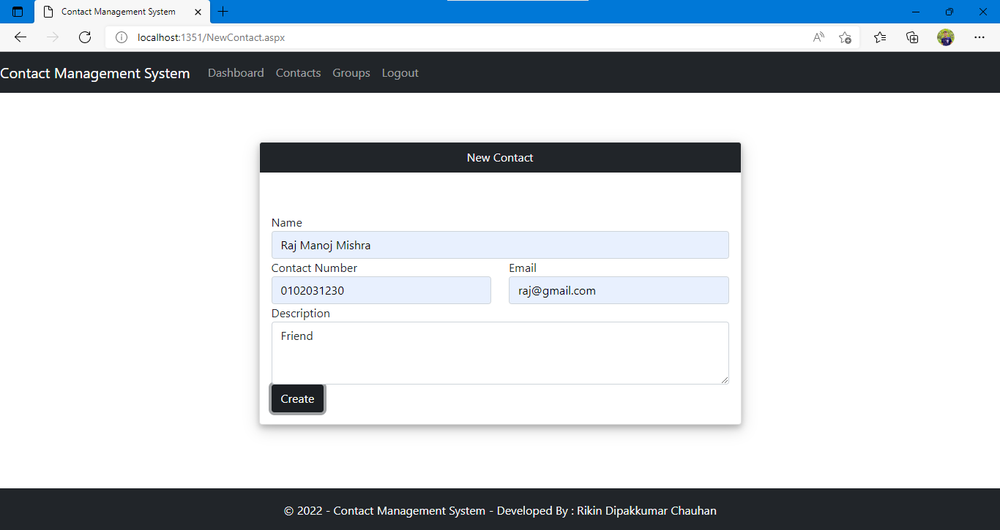 Contact Management System
localhost:1351/NewContact.aspx
Contact Management System Dashboard Contacts Groups Logout
New Contact
Name
Raj Manoj Mishra
Contact Number Email
0102031230 raj@gmail.com
Description
Friend
Create
© 2022 - Contact Management System - Developed By : Rikin Dipakkumar Chauhan